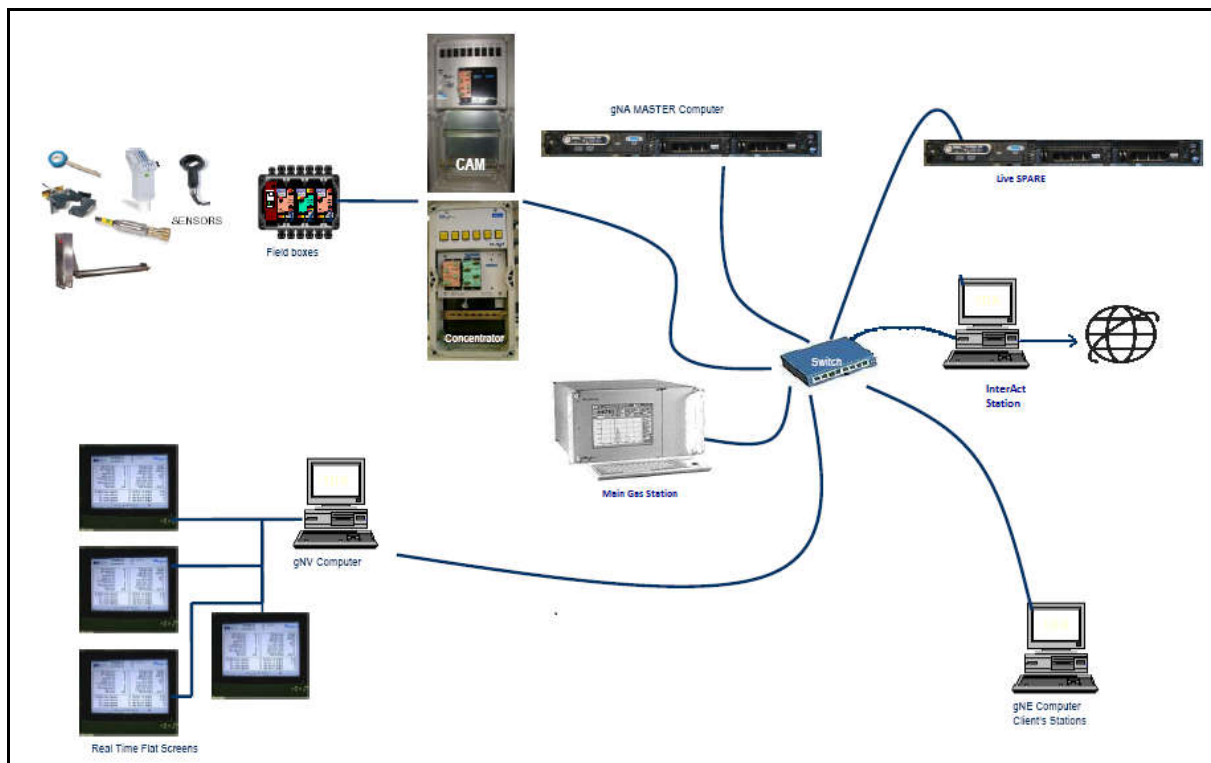 gNA MASTER Computer
CAM
Live SPARE
SENSORS
Field boxes
Concentrator
Switch
InterAct
Station
Main Gas Station
gNV Computer
gNE Computer
Client's Stations
Real Time Flat Screens